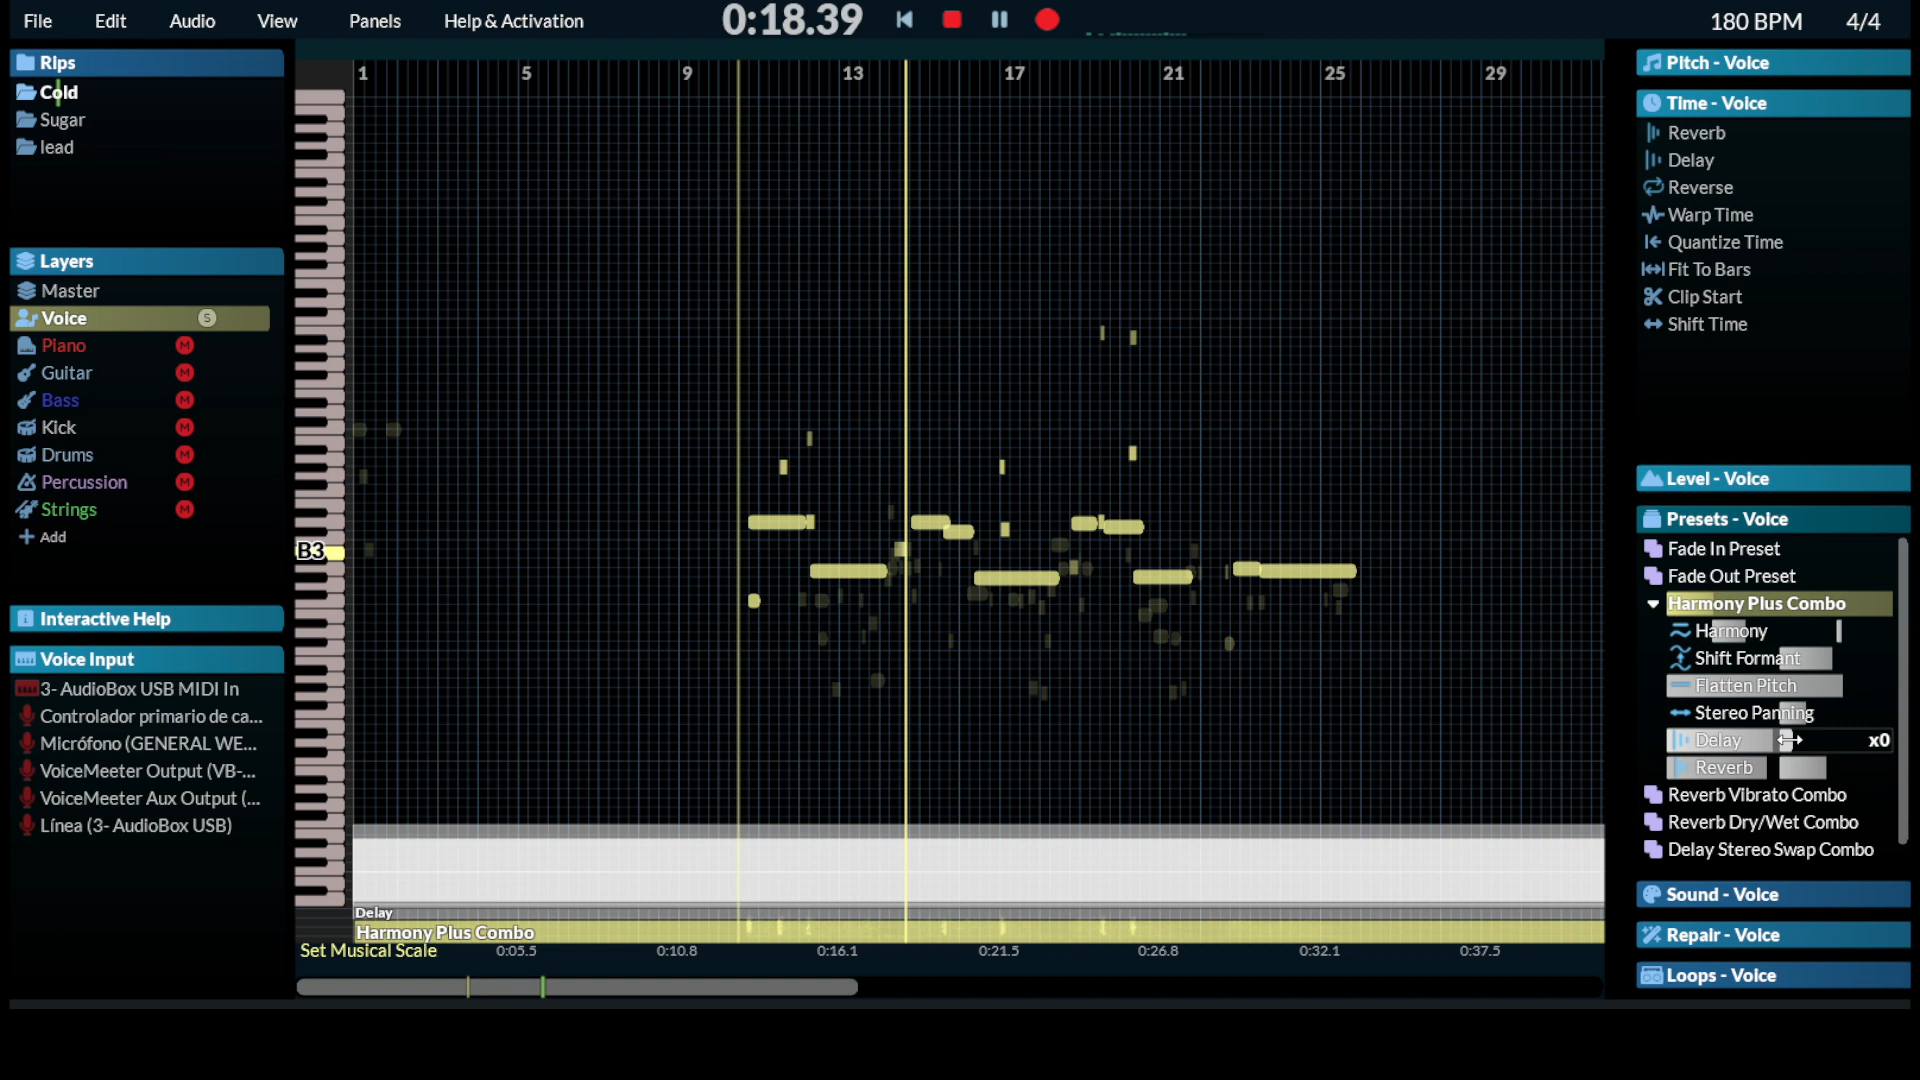 File Edit Audio View Panels Help & Activation 0:18.39 180 BPM 4/4
Rips
Cold
Sugar
lead
Layers
Master
Voice S
Piano M
Guitar M
Bass M
Kick M
Drums M
Percussion M
Strings M
Add
Interactive Help
Voice Input
3- AudioBox USB MIDI In
Controlador primario de ca...
Micrófono (GENERAL WE...
VoiceMeeter Output (VB-...
VoiceMeeter Aux Output (...
Línea (3- AudioBox USB)
1 5 9 13 17 21 25 29
B3
Delay
Harmony Plus Combo
Set Musical Scale 0:05.5 0:10.8 0:16.1 0:21.5 0:26.8 0:32.1 0:37.5
Pitch - Voice
Time - Voice
Reverb
Delay
Reverse
Warp Time
Quantize Time
Fit To Bars
Clip Start
Shift Time
Level - Voice
Presets - Voice
Fade In Preset
Fade Out Preset
Harmony Plus Combo
Harmony
Shift Formant
Flatten Pitch
Stereo Panning
Delay x0
Reverb
Reverb Vibrato Combo
Reverb Dry/Wet Combo
Delay Stereo Swap Combo
Sound - Voice
Repair - Voice
Loops - Voice